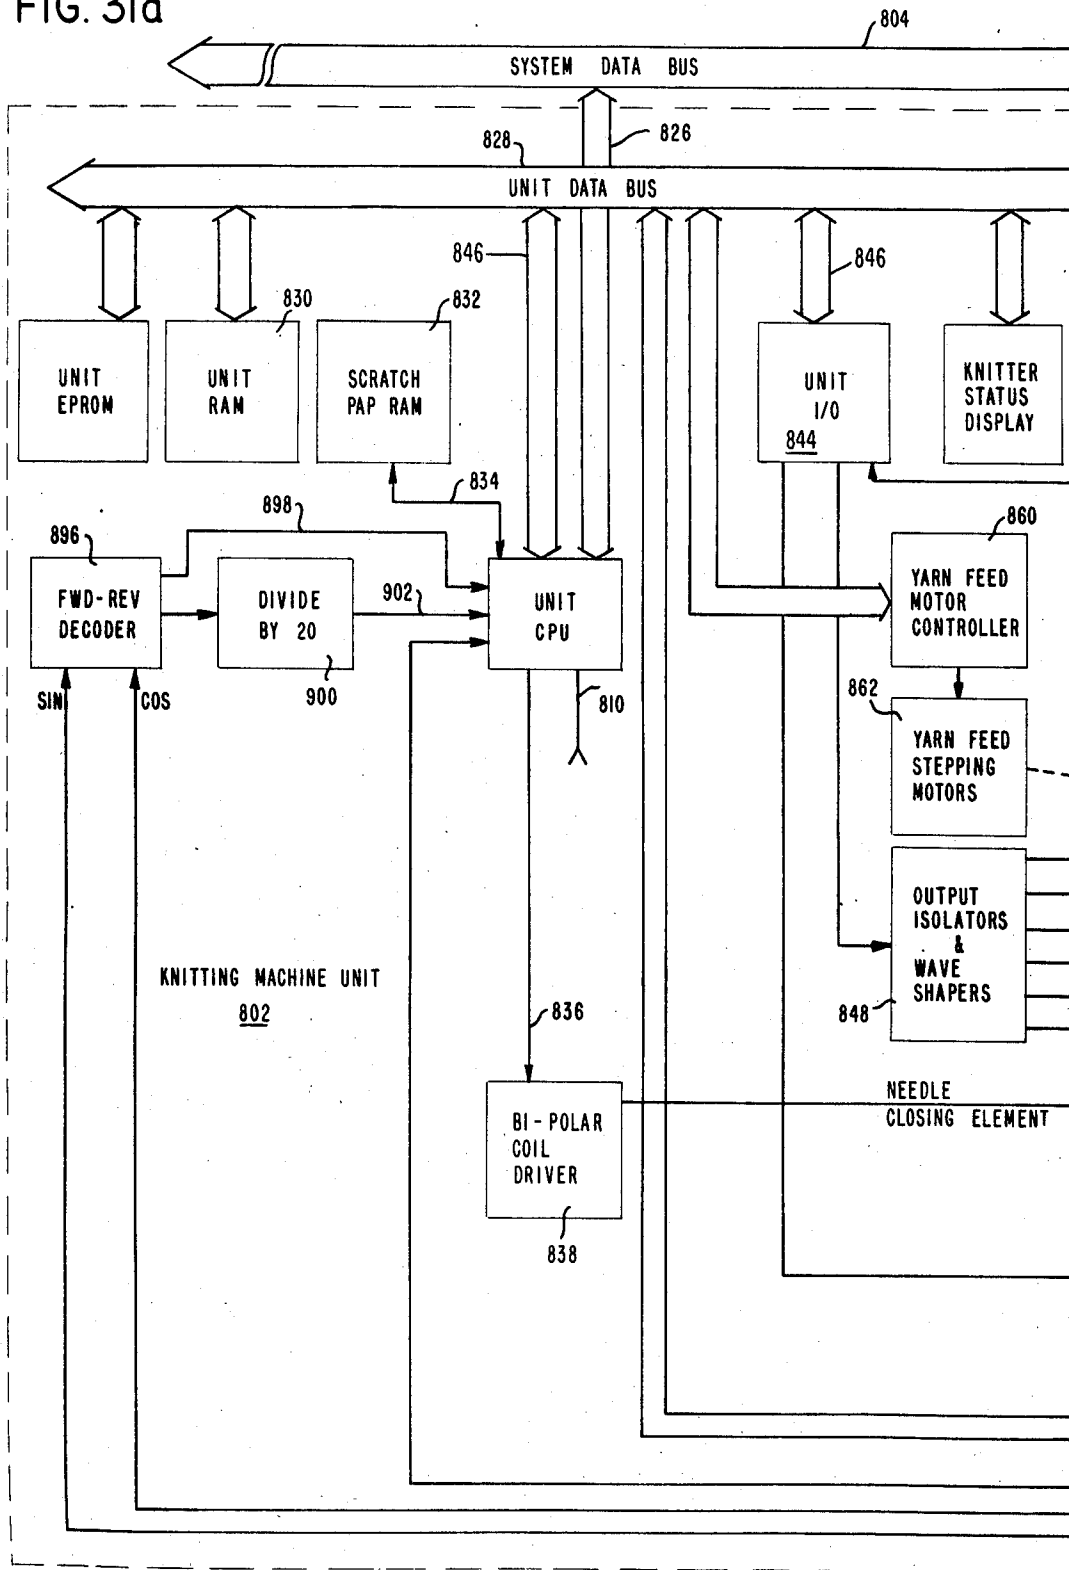 FIG. 31a
804
SYSTEM DATA BUS
826
828
UNIT DATA BUS
846
846
830
832
UNIT
EPROM
UNIT
RAM
SCRATCH
PAP RAM
UNIT
I/O
844
KNITTER
STATUS
DISPLAY
834
898
896
860
FWD-REV
DECODER
DIVIDE
BY 20
902
UNIT
CPU
YARN FEED
MOTOR
CONTROLLER
SIN
COS
900
810
862
YARN FEED
STEPPING
MOTORS
OUTPUT
ISOLATORS
&
WAVE
SHAPERS
848
KNITTING MACHINE UNIT
802
836
NEEDLE
CLOSING ELEMENT
BI-POLAR
COIL
DRIVER
838